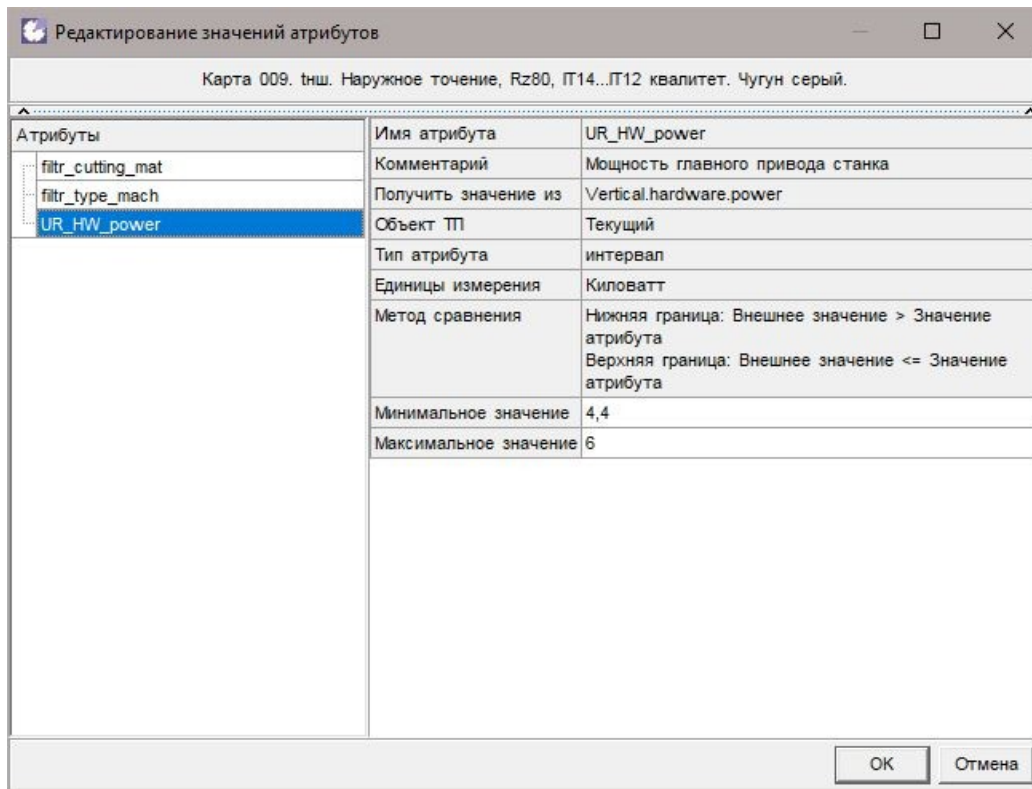 Редактирование значений атрибутов
Карта 009. tнш. Наружное точение, Rz80, IT14...IT12 квалитет. Чугун серый.
Атрибуты
filtr_cutting_mat
filtr_type_mach
UR_HW_power
Имя атрибута UR_HW_power
Комментарий Мощность главного привода станка
Получить значение из Vertical.hardware.power
Объект ТП Текущий
Тип атрибута интервал
Единицы измерения Киловатт
Метод сравнения Нижняя граница: Внешнее значение > Значение
атрибута
Верхняя граница: Внешнее значение <= Значение
атрибута
Минимальное значение 4,4
Максимальное значение 6
OK Отмена